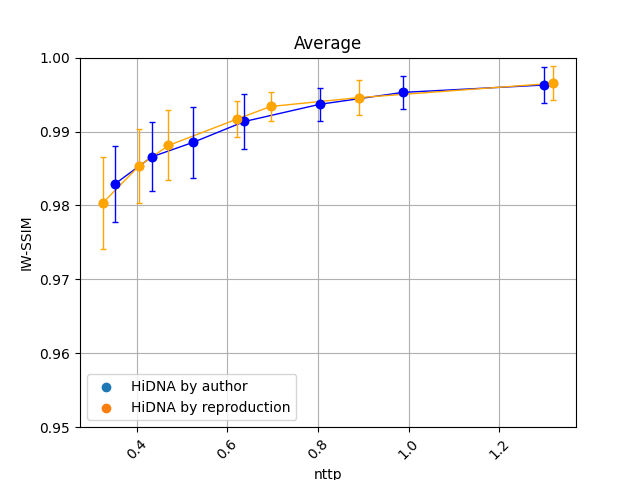 Average
1.00
0.99
0.98
0.97
0.96
0.95
IW-SSIM
HiDNA by author
HiDNA by reproduction
0.4
0.6
0.8
1.0
1.2
nttp